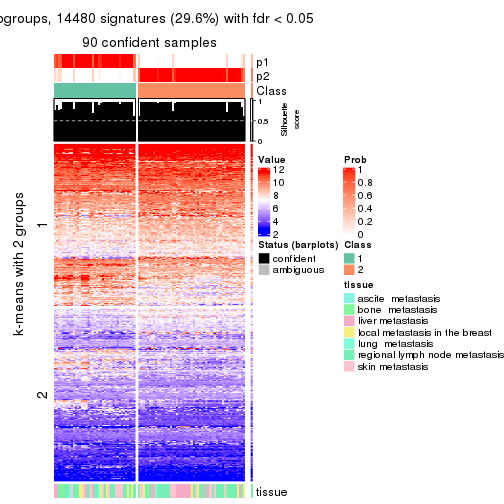 ogroups, 14480 signatures (29.6%) with fdr < 0.05
90 confident samples
p1
p2
Class
1
0.5
0
Silhouette
score
k-means with 2 groups
1
2
Value
12
10
8
6
4
2
Prob
1
0.8
0.6
0.4
0.2
0
Status (barplots)
confident
ambiguous
Class
1
2
tissue
ascite metastasis
bone metastasis
liver metastasis
local metastasis in the breast
lung metastasis
regional lymph node metastasis
skin metastasis
tissue